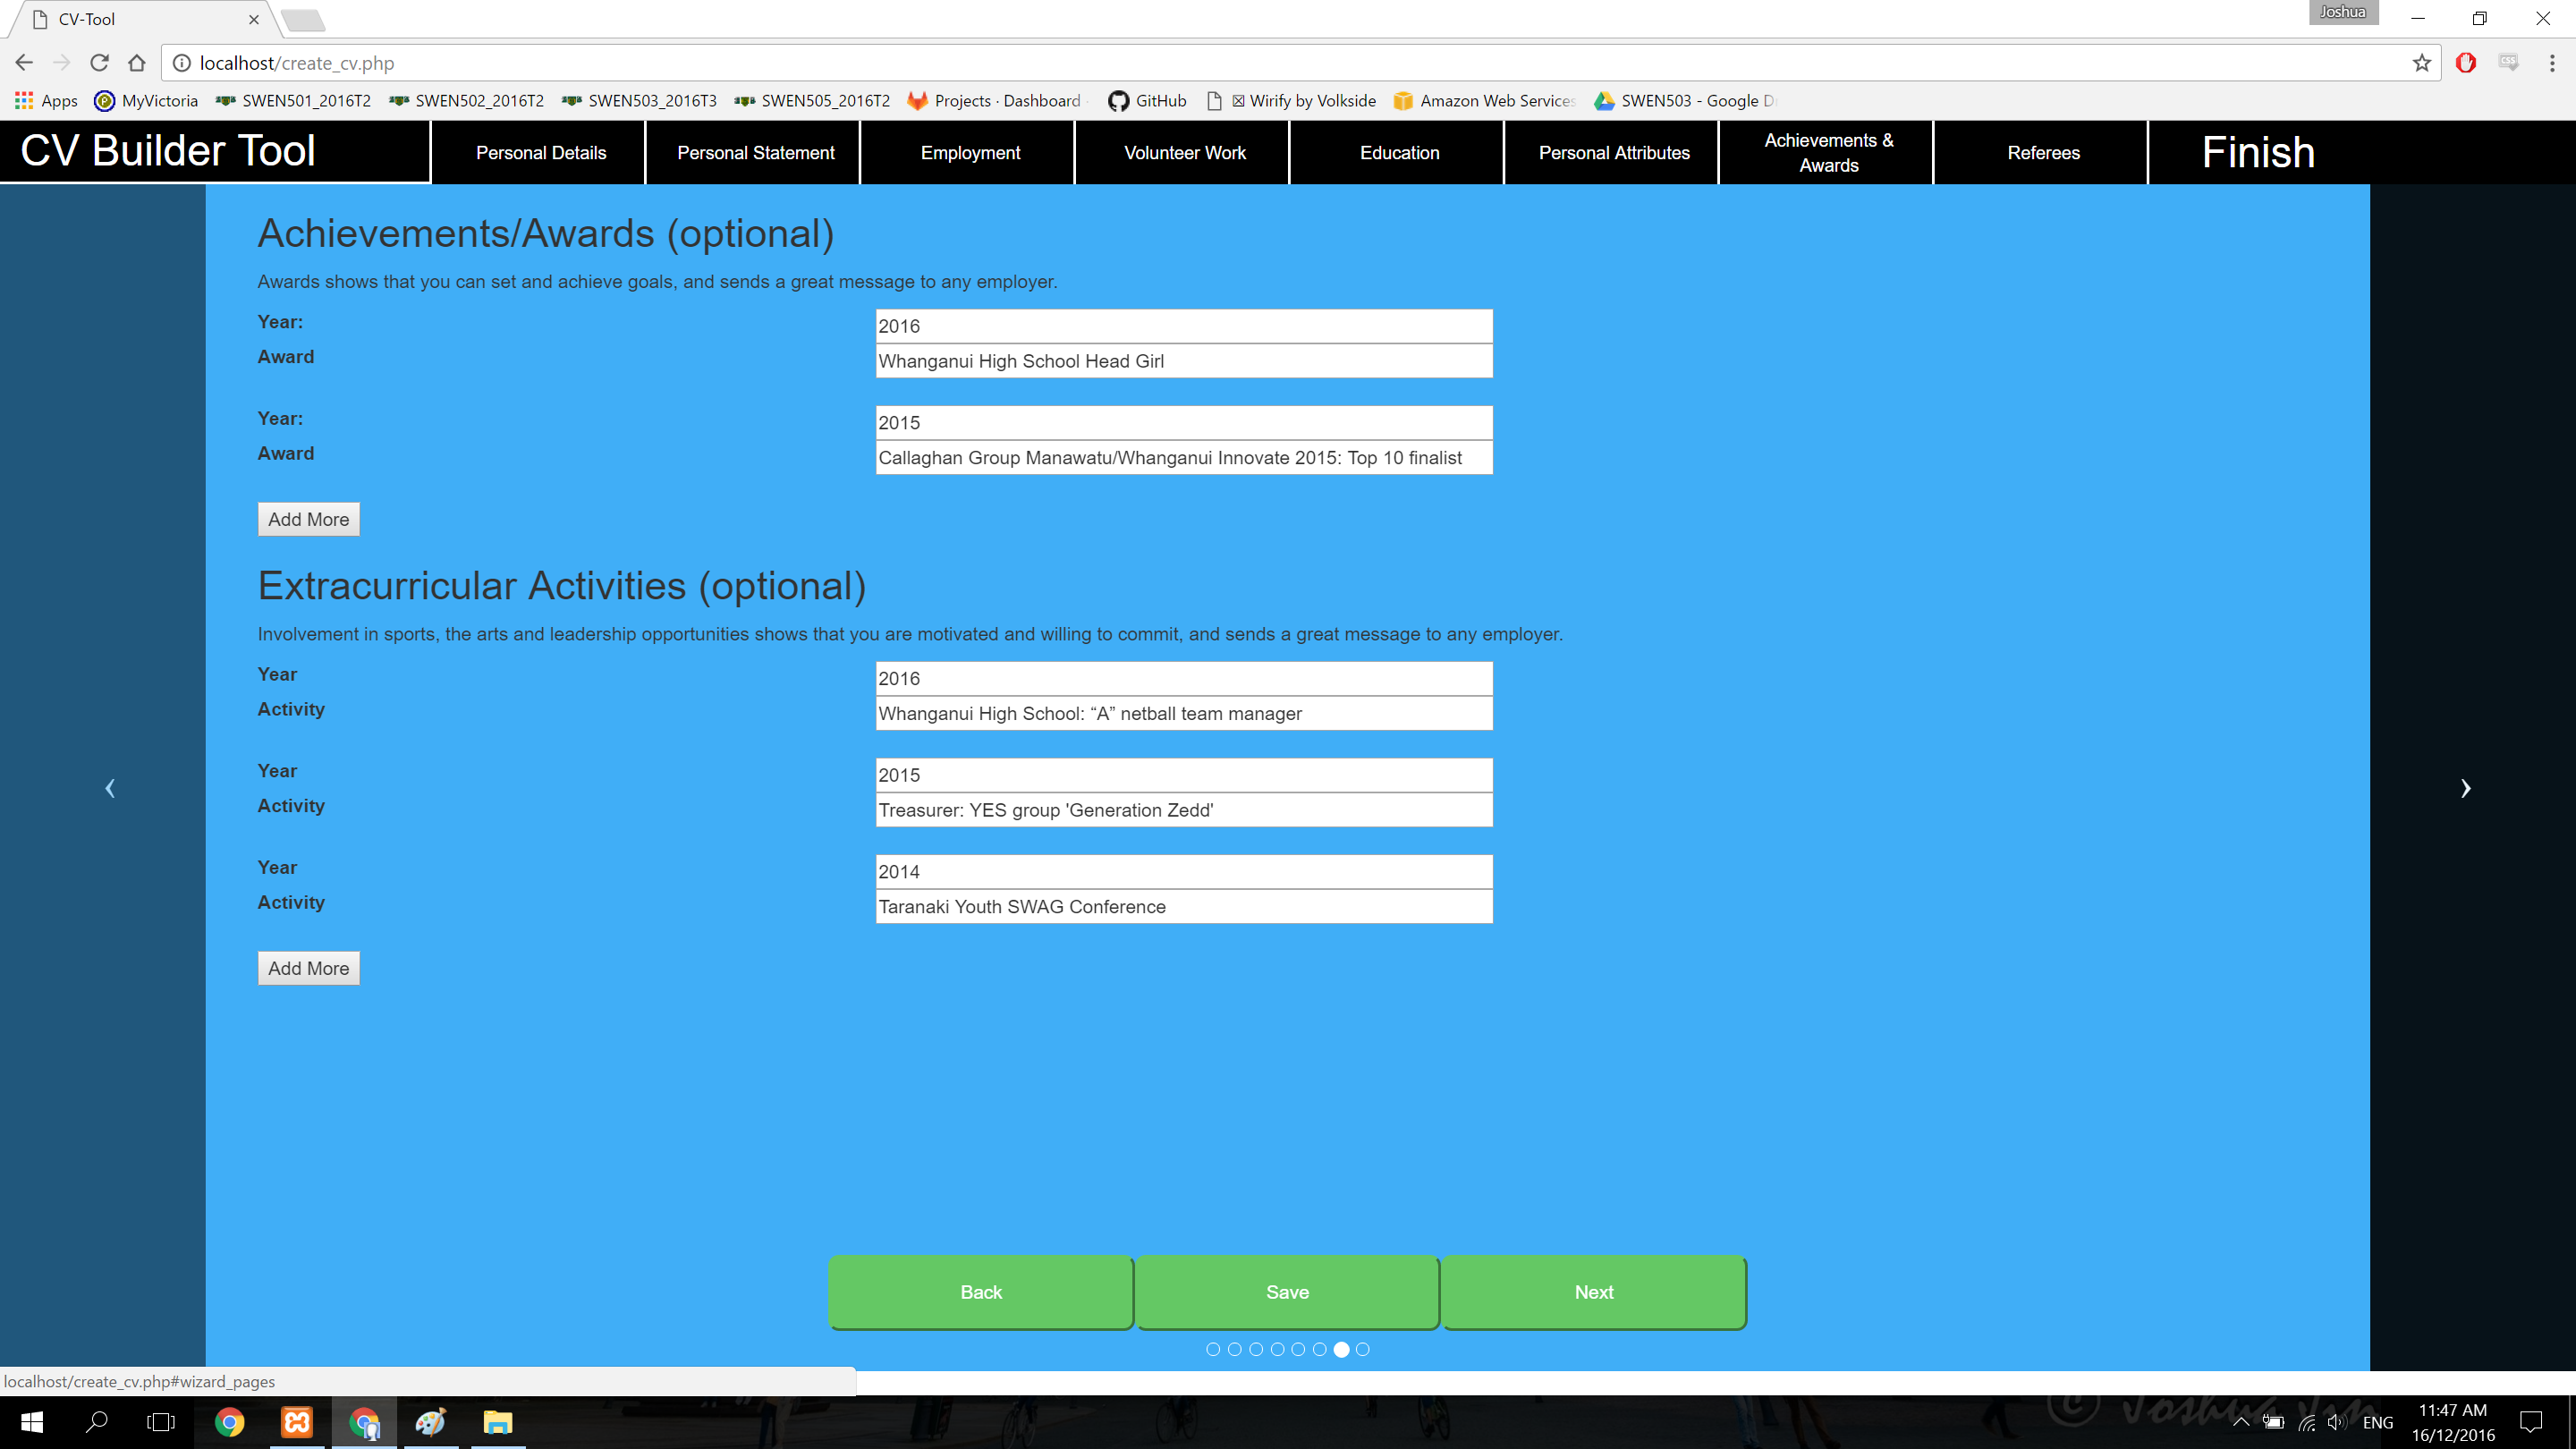 CV-Tool
Joshua
localhost/create_cv.php
Apps MyVictoria SWEN501_2016T2 SWEN502_2016T2 SWEN503_2016T3 SWEN505_2016T2 Projects · Dashboard GitHub Wirify by Volkside Amazon Web Services SWEN503 - Google D
CV Builder Tool Personal Details Personal Statement Employment Volunteer Work Education Personal Attributes Achievements & Awards Referees Finish
Achievements/Awards (optional)
Awards shows that you can set and achieve goals, and sends a great message to any employer.
Year: 2016
Award Whanganui High School Head Girl
Year: 2015
Award Callaghan Group Manawatu/Whanganui Innovate 2015: Top 10 finalist
Add More
Extracurricular Activities (optional)
Involvement in sports, the arts and leadership opportunities shows that you are motivated and willing to commit, and sends a great message to any employer.
Year 2016
Activity Whanganui High School: “A” netball team manager
Year 2015
Activity Treasurer: YES group 'Generation Zedd'
Year 2014
Activity Taranaki Youth SWAG Conference
Add More
Back Save Next
localhost/create_cv.php#wizard_pages
© Joshua
ENG
11:47 AM
16/12/2016